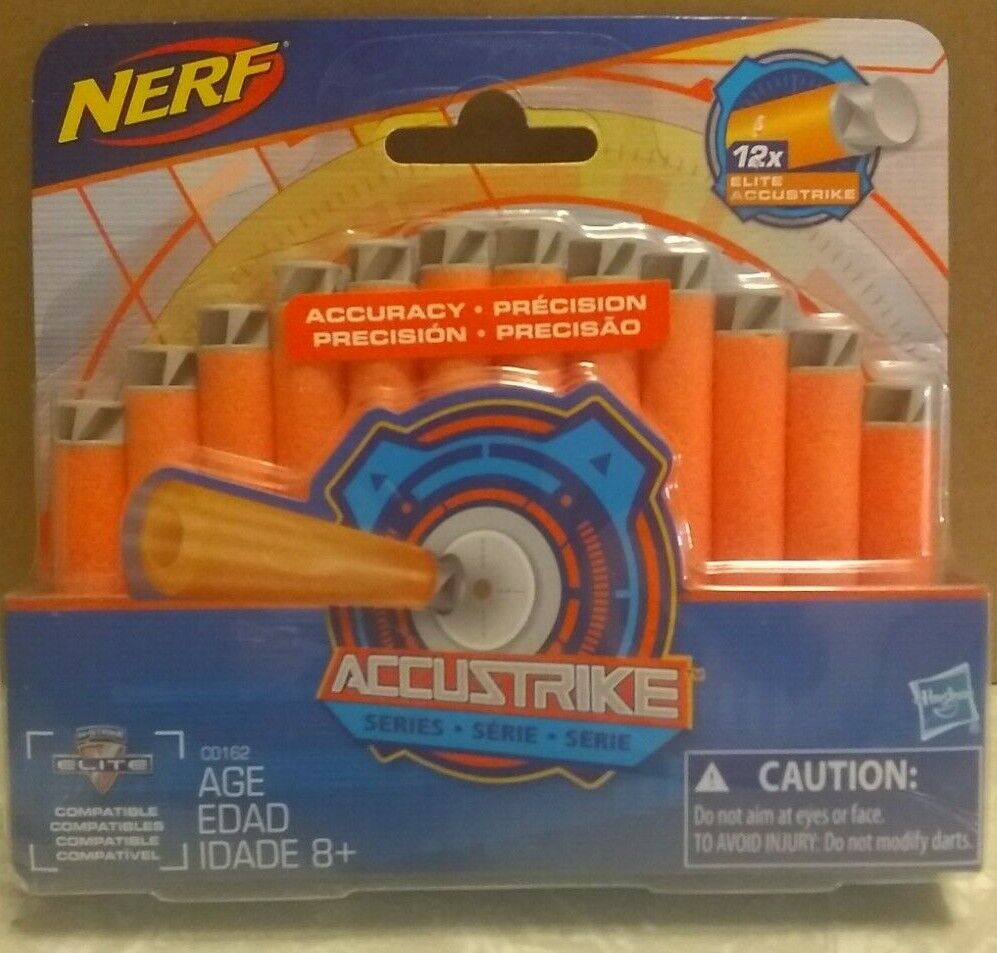 NERF
12x
ELITE
ACCUSTRIKE
ACCURACY • PRÉCISION
PRECISIÓN • PRECISÃO
ACCUSTRIKE™
SERIES • SÉRIE • SERIE
Hasbro
ELITE
COMPATIBLE
COMPATIBLES
COMPATIBLE
COMPATÍVEL
C0162
AGE
EDAD
IDADE 8+
CAUTION:
Do not aim at eyes or face.
TO AVOID INJURY: Do not modify darts.